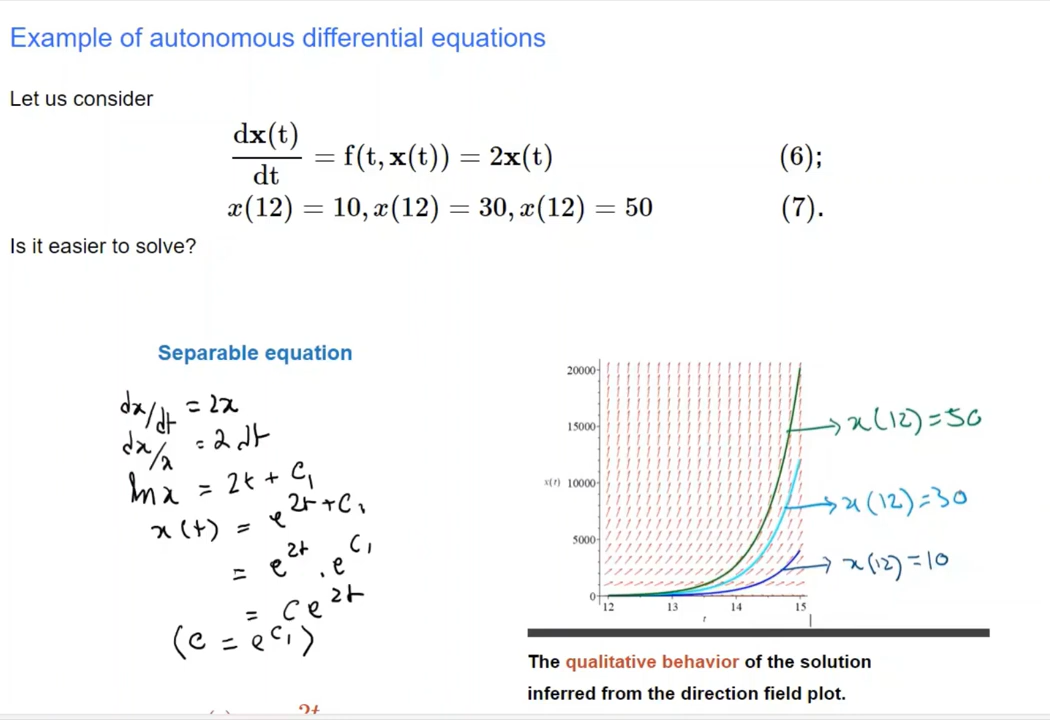 Example of autonomous differential equations
Let us consider
dx(t)/dt = f(t, x(t)) = 2x(t) (6);
x(12) = 10, x(12) = 30, x(12) = 50 (7).
Is it easier to solve?
Separable equation
dx/dt = 2x
dx/x = 2 dt
ln x = 2t + C₁
x(t) = e^{2t+C₁}
= e^{2t} . e^{C₁}
= C e^{2t}
(C = e^{C₁})
20000
15000
x(t) 10000
5000
0
12 13 14 15
t
x(12) = 50
x(12) = 30
x(12) = 10
The qualitative behavior of the solution
inferred from the direction field plot.
2t